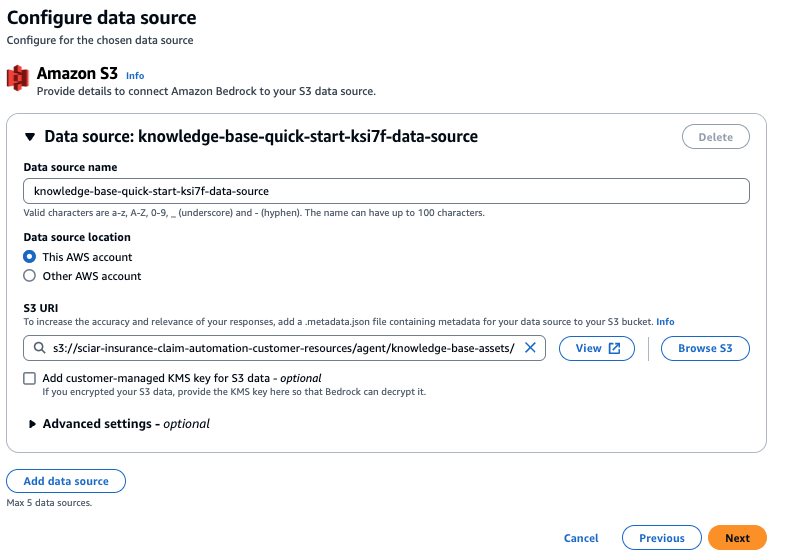 Configure data source
Configure for the chosen data source
Amazon S3 Info
Provide details to connect Amazon Bedrock to your S3 data source.
Data source: knowledge-base-quick-start-ksi7f-data-source
Delete
Data source name
knowledge-base-quick-start-ksi7f-data-source
Valid characters are a-z, A-Z, 0-9, _ (underscore) and - (hyphen). The name can have up to 100 characters.
Data source location
This AWS account
Other AWS account
S3 URI
To increase the accuracy and relevance of your responses, add a .metadata.json file containing metadata for your data source to your S3 bucket. Info
s3://sciar-insurance-claim-automation-customer-resources/agent/knowledge-base-assets/
View
Browse S3
Add customer-managed KMS key for S3 data - optional
If you encrypted your S3 data, provide the KMS key here so that Bedrock can decrypt it.
Advanced settings - optional
Add data source
Max 5 data sources.
Cancel
Previous
Next